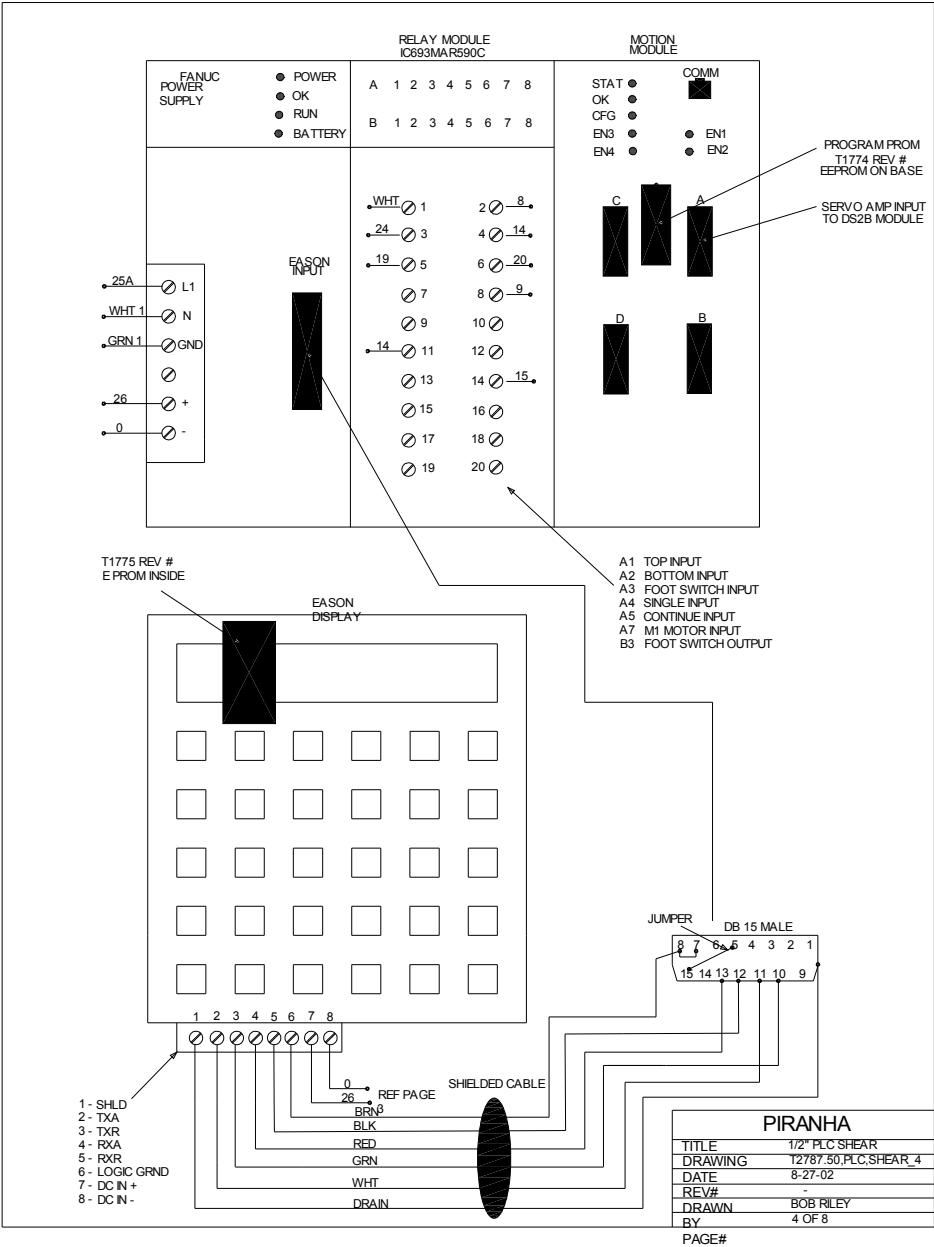 RELAY MODULE
IC693MAR590C
MOTION
MODULE
FANUC
POWER
SUPPLY
POWER
OK
RUN
BATTERY
A 1 2 3 4 5 6 7 8
B 1 2 3 4 5 6 7 8
STAT
OK
CFG
EN3
EN4
COMM
EN1
EN2
PROGRAM PROM
T1774 REV #
EEPROM ON BASE
SERVO AMP INPUT
TO DS2B MODULE
C
A
D
B
EASON
INPUT
25A L1
WHT 1 N
GRN 1 GND
26 +
0 -
WHT 1 2 8
24 3 4 14
19 5 6 20
7 8 9
9 10
14 11 12
13 14 15
15 16
17 18
19 20
A1 TOP INPUT
A2 BOTTOM INPUT
A3 FOOT SWITCH INPUT
A4 SINGLE INPUT
A5 CONTINUE INPUT
A7 M1 MOTOR INPUT
B3 FOOT SWITCH OUTPUT
T1775 REV #
E PROM INSIDE
EASON
DISPLAY
JUMPER
DB 15 MALE
8 7 6 5 4 3 2 1
15 14 13 12 11 10 9
1 2 3 4 5 6 7 8
0
26
REF PAGE
3
SHIELDED CABLE
BRN
BLK
RED
GRN
WHT
DRAIN
1 - SHLD
2 - TXA
3 - TXR
4 - RXA
5 - RXR
6 - LOGIC GRND
7 - DC IN +
8 - DC IN -
PIRANHA
TITLE 1/2" PLC SHEAR
DRAWING T2787.50,PLC,SHEAR_4
DATE 8-27-02
REV# -
DRAWN BOB RILEY
BY 4 OF 8
PAGE#